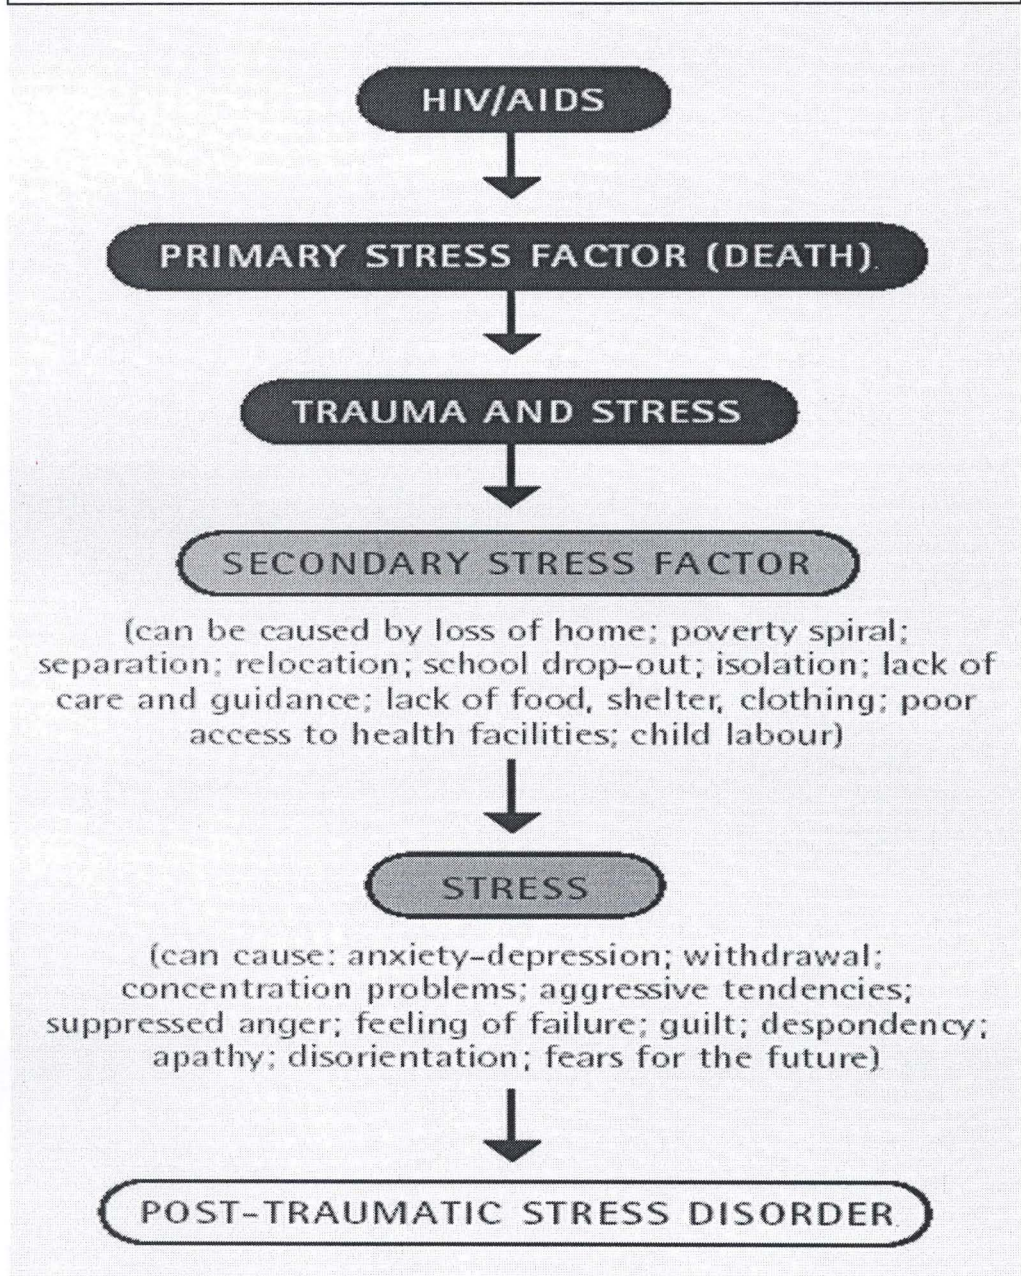 HIV/AIDS
PRIMARY STRESS FACTOR (DEATH).
TRAUMA AND STRESS
SECONDARY STRESS FACTOR
(can be caused by loss of home; poverty spiral;
separation; relocation; school drop-out; isolation; lack of
care and guidance; lack of food, shelter, clothing; poor
access to health facilities; child labour)
STRESS
(can cause: anxiety-depression; withdrawal;
concentration problems; aggressive tendencies;
suppressed anger; feeling of failure; guilt; despondency;
apathy; disorientation; fears for the future)
POST-TRAUMATIC STRESS DISORDER